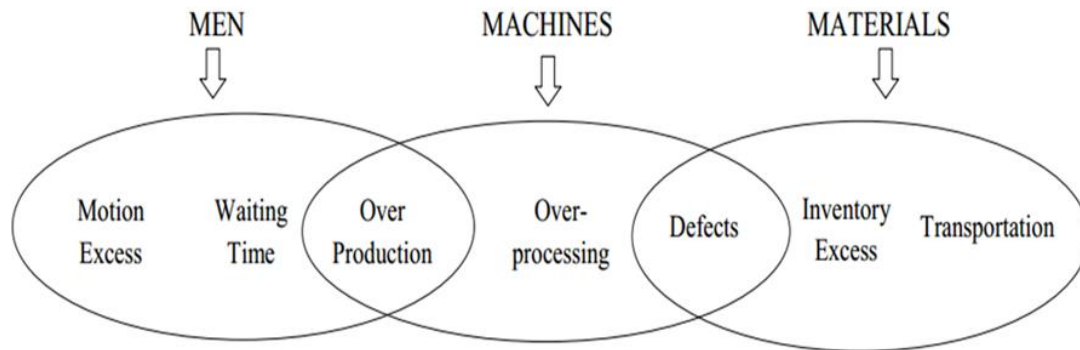 MEN
MACHINES
MATERIALS
Motion
Excess
Waiting
Time
Over
Production
Over-
processing
Defects
Inventory
Excess
Transportation